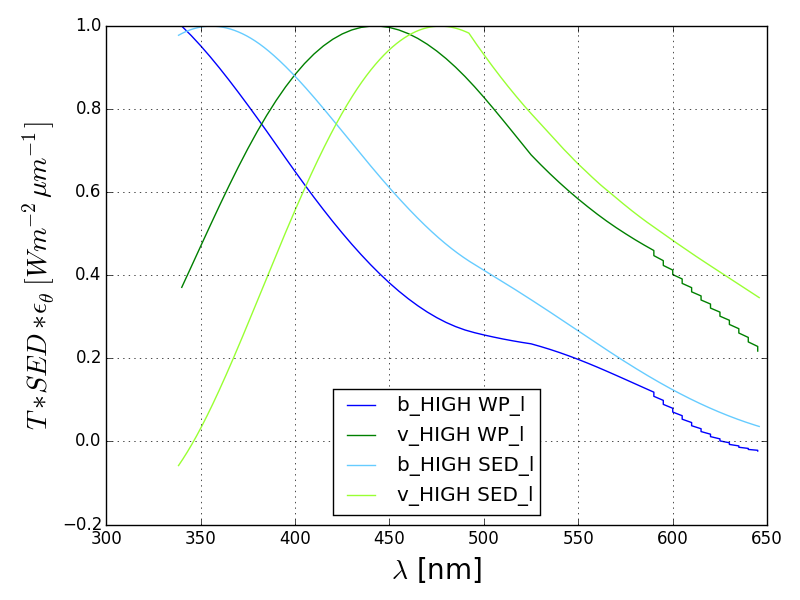 T * SED * ϵ_θ [Wm⁻² μm⁻¹]
1.0
0.8
0.6
0.4
0.2
0.0
−0.2
b_HIGH WP_l
v_HIGH WP_l
b_HIGH SED_l
v_HIGH SED_l
300 350 400 450 500 550 600 650
λ [nm]